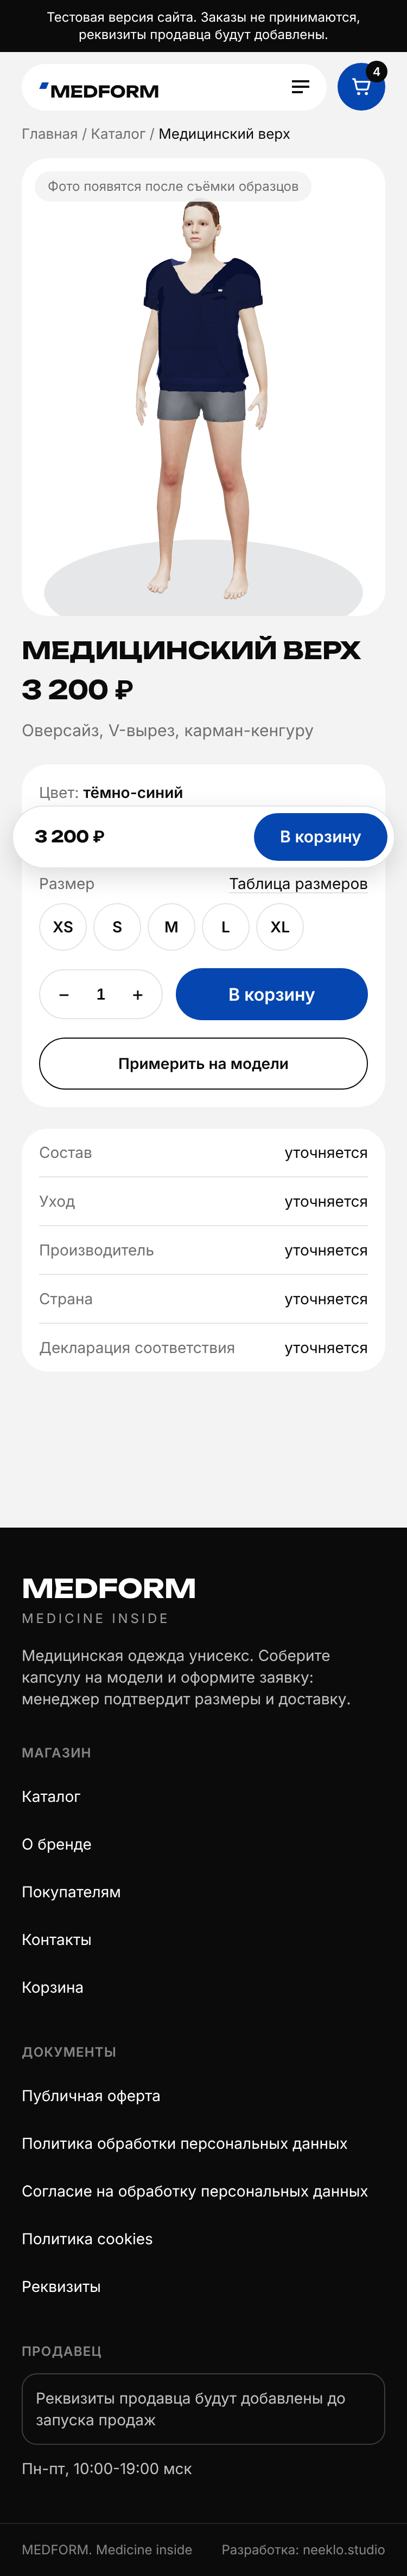 Тестовая версия сайта. Заказы не принимаются,
реквизиты продавца будут добавлены.
MEDFORM
4
Главная / Каталог / Медицинский верх
Фото появятся после съёмки образцов
МЕДИЦИНСКИЙ ВЕРХ
3 200 ₽
Оверсайз, V-вырез, карман-кенгуру
Цвет: тёмно-синий
3 200 ₽ В корзину
Размер Таблица размеров
XS S M L XL
− 1 + В корзину
Примерить на модели
Состав уточняется
Уход уточняется
Производитель уточняется
Страна уточняется
Декларация соответствия уточняется
MEDFORM
MEDICINE INSIDE
Медицинская одежда унисекс. Соберите
капсулу на модели и оформите заявку:
менеджер подтвердит размеры и доставку.
МАГАЗИН
Каталог
О бренде
Покупателям
Контакты
Корзина
ДОКУМЕНТЫ
Публичная оферта
Политика обработки персональных данных
Согласие на обработку персональных данных
Политика cookies
Реквизиты
ПРОДАВЕЦ
Реквизиты продавца будут добавлены до
запуска продаж
Пн-пт, 10:00-19:00 мск
MEDFORM. Medicine inside Разработка: neeklo.studio